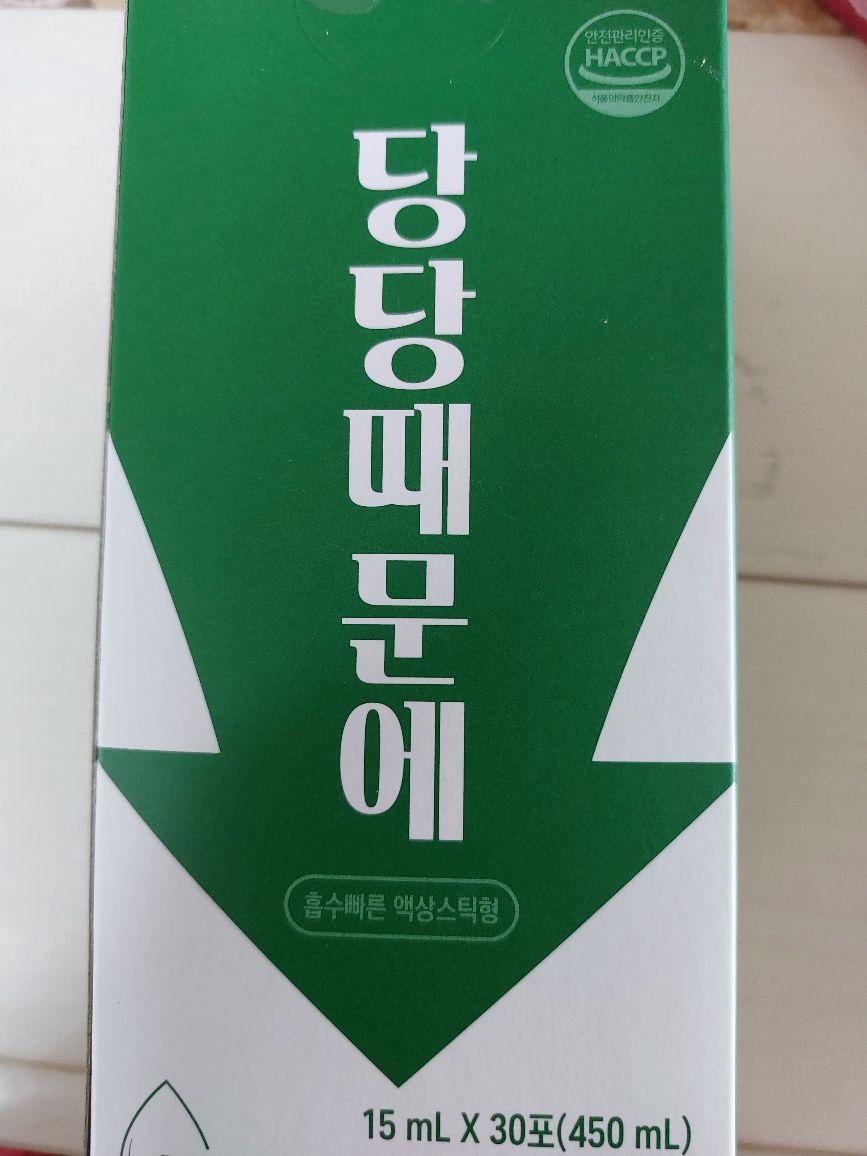 안전관리인증
HACCP
식품의약품안전처
당당때문에
흡수빠른 액상스틱형
15 mL X 30포(450 mL)